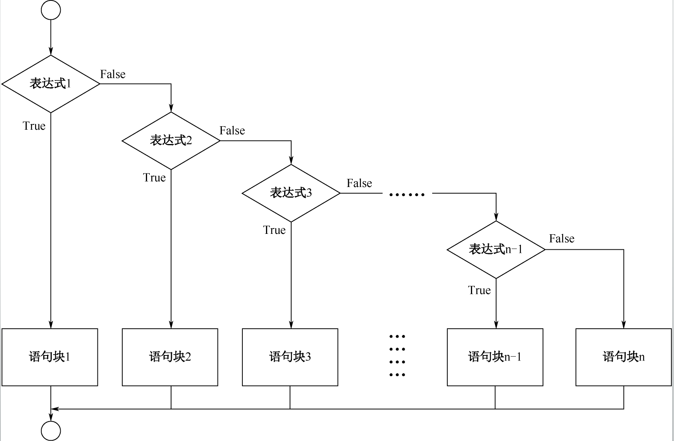 表达式1
False
True
表达式2
False
True
表达式3
False
……
True
表达式n-1
False
True
语句块1
语句块2
语句块3
语句块n-1
语句块n